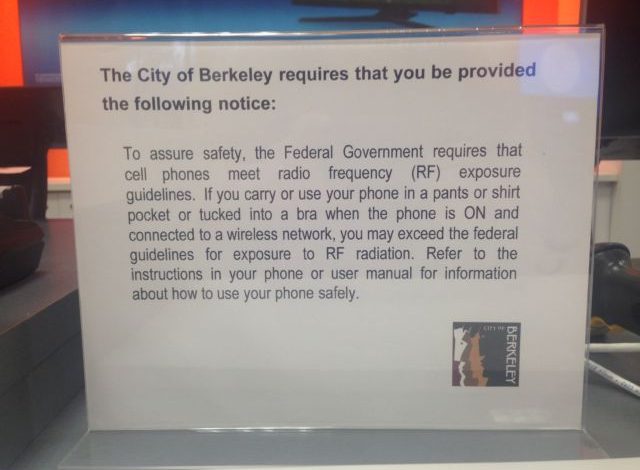 The City of Berkeley requires that you be provided
the following notice:
To assure safety, the Federal Government requires that
cell phones meet radio frequency (RF) exposure
guidelines. If you carry or use your phone in a pants or shirt
pocket or tucked into a bra when the phone is ON and
connected to a wireless network, you may exceed the federal
guidelines for exposure to RF radiation. Refer to the
instructions in your phone or user manual for information
about how to use your phone safely.
CITY OF
BERKELEY